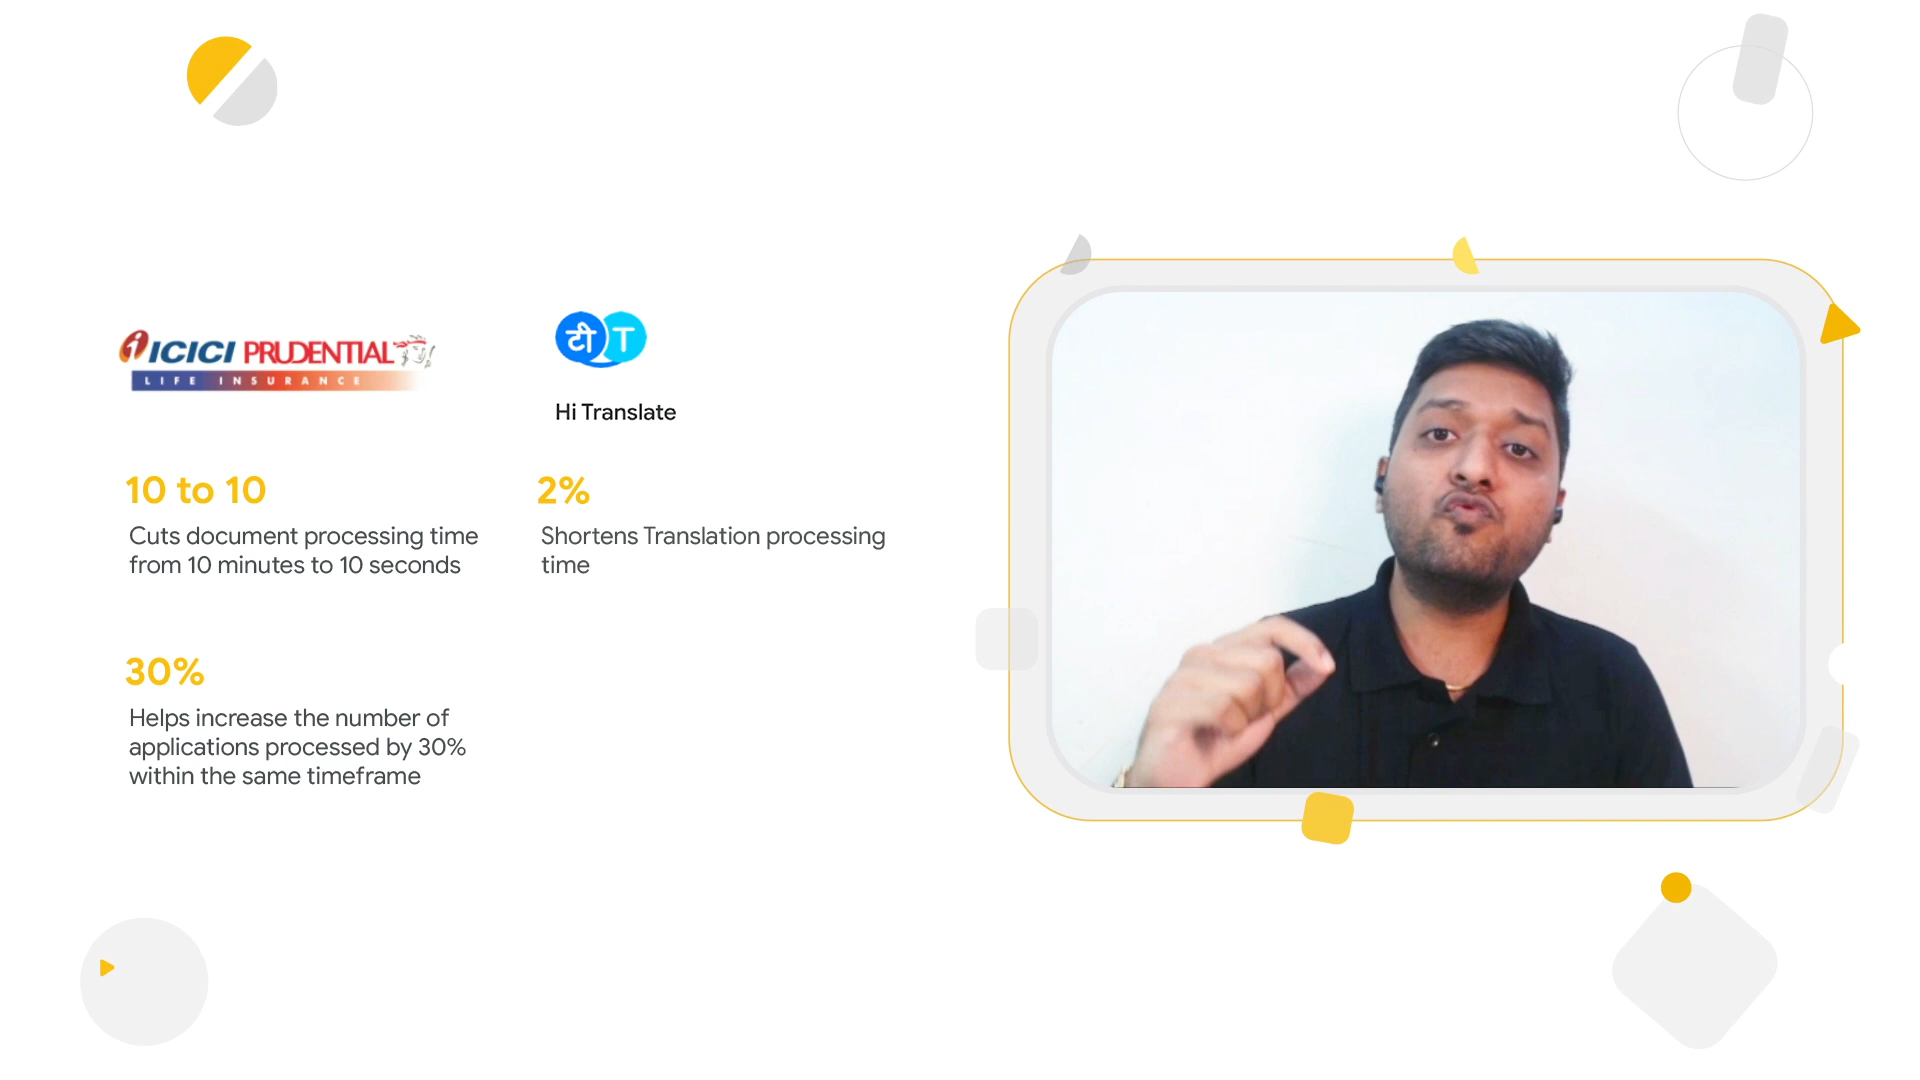 ICICI PRUDENTIAL
LIFE INSURANCE
10 to 10
Cuts document processing time
from 10 minutes to 10 seconds
30%
Helps increase the number of
applications processed by 30%
within the same timeframe
टी T
Hi Translate
2%
Shortens Translation processing
time